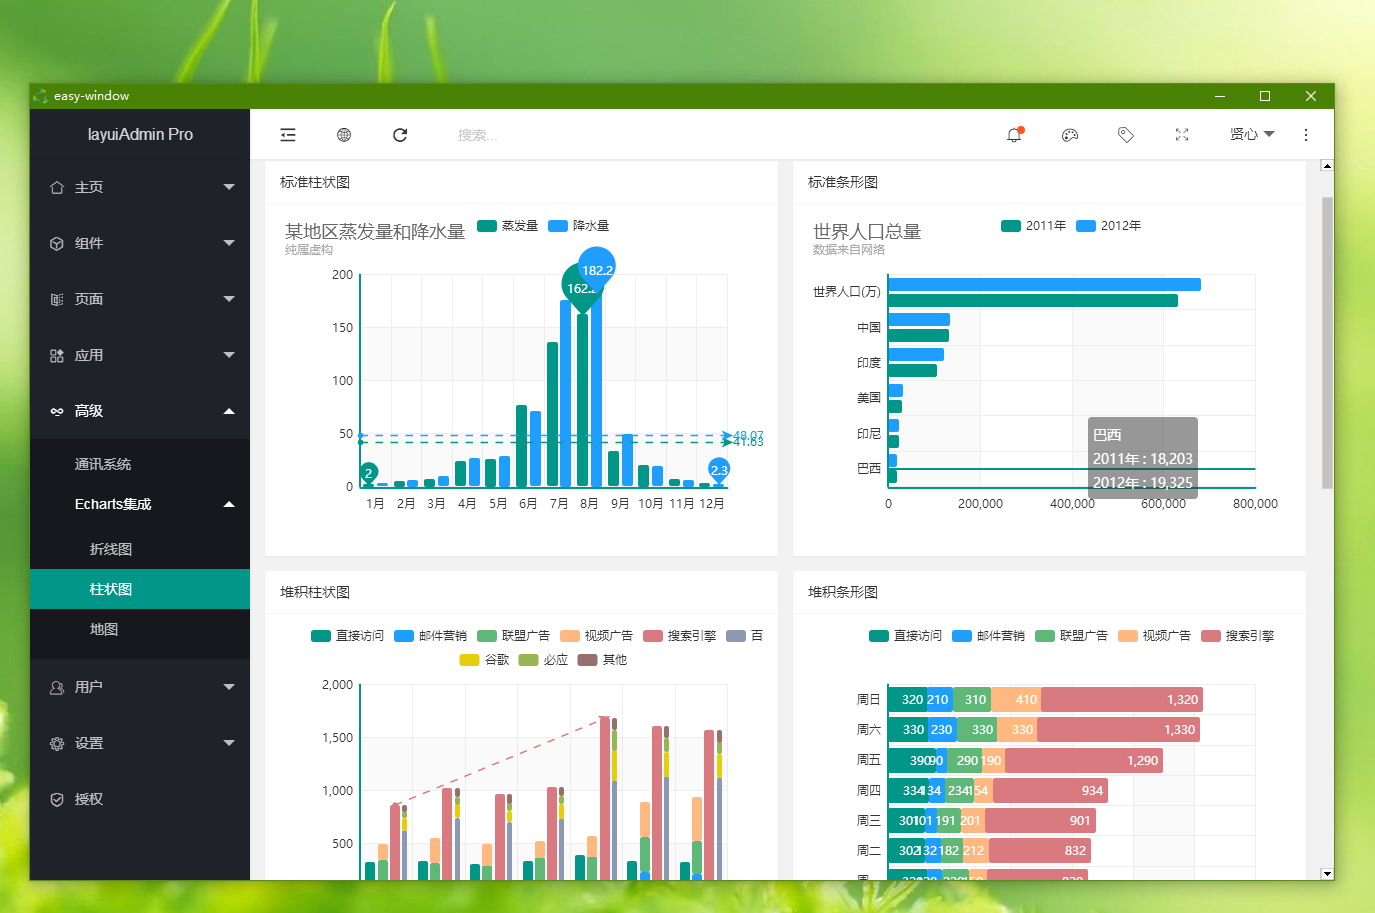 easy-window
layuiAdmin Pro
搜索...
贤心
主页
组件
页面
应用
高级
通讯系统
Echarts集成
折线图
柱状图
地图
用户
设置
授权
标准柱状图
某地区蒸发量和降水量
纯属虚构
蒸发量 降水量
182.2
162.2
200
150
100
50
0
48.07
41.63
2
2.3
1月 2月 3月 4月 5月 6月 7月 8月 9月 10月 11月 12月
标准条形图
世界人口总量
数据来自网络
2011年 2012年
世界人口(万)
中国
印度
美国
印尼
巴西
巴西
2011年 : 18,203
2012年 : 19,325
0 200,000 400,000 600,000 800,000
堆积柱状图
直接访问 邮件营销 联盟广告 视频广告 搜索引擎 百
谷歌 必应 其他
2,000
1,500
1,000
500
堆积条形图
直接访问 邮件营销 联盟广告 视频广告 搜索引擎
周日 320 210 310 410 1,320
周六 330 230 330 330 1,330
周五 390 90 290 190 1,290
周四 334 134 234 154 934
周三 301 101 191 201 901
周二 302 132 182 212 832